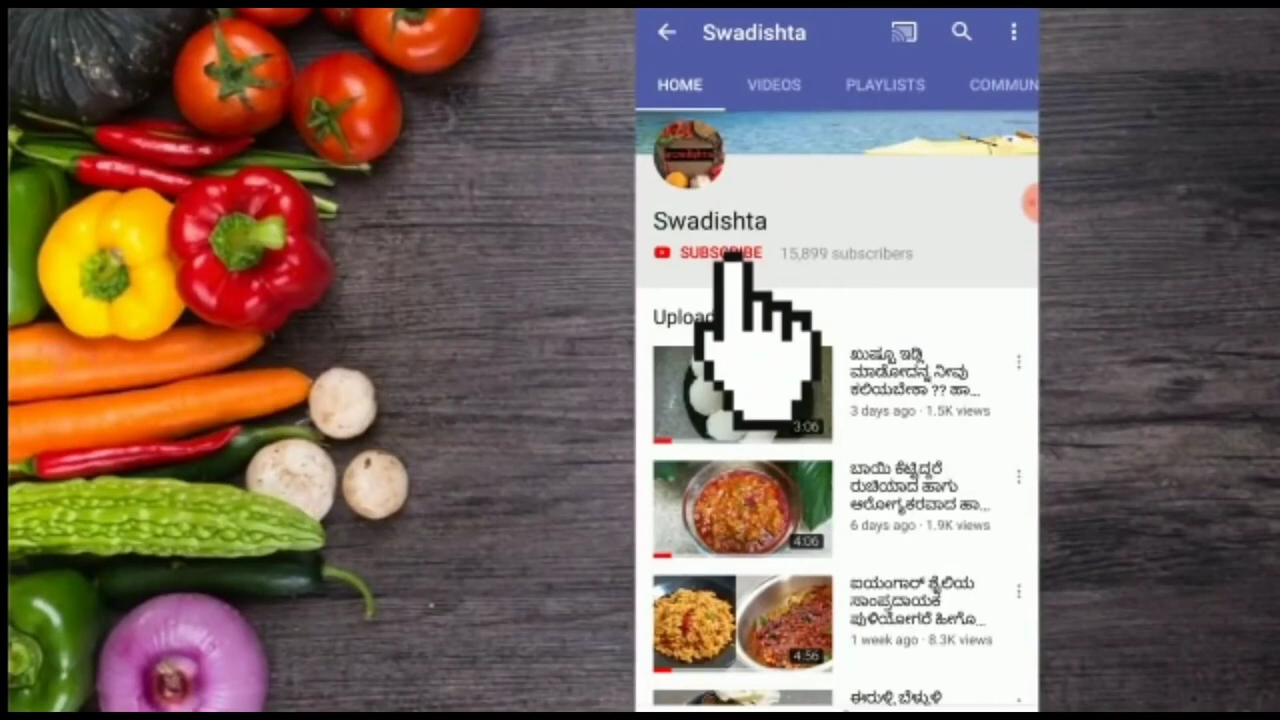 Swadishta
HOME VIDEOS PLAYLISTS COMMUN
Swadishta
SUBSCRIBE 15,899 subscribers
ಖುಷ್ಬೂ ಇಡ್ಲಿ
ಮಾಡೋದನ್ನ ನೀವು
ಕಲಿಯಬೇಕಾ ?? ಹಾ...
3 days ago · 1.5K views
3:06
ಬಾಯಿ ಕೆಟ್ಟಿದ್ದರೆ
ರುಚಿಯಾದ ಹಾಗು
ಆರೋಗ್ಯಕರವಾದ ಹಾ...
6 days ago · 1.9K views
4:06
ಐಯಂಗಾರ್ ಶೈಲಿಯ
ಸಾಂಪ್ರದಾಯಕ
ಪುಳಿಯೋಗರೆ ಹೀಗೊ...
1 week ago · 8.3K views
4:56
ಈರುಳ್ಳಿ ಬೆಳ್ಳುಳ್ಳಿ